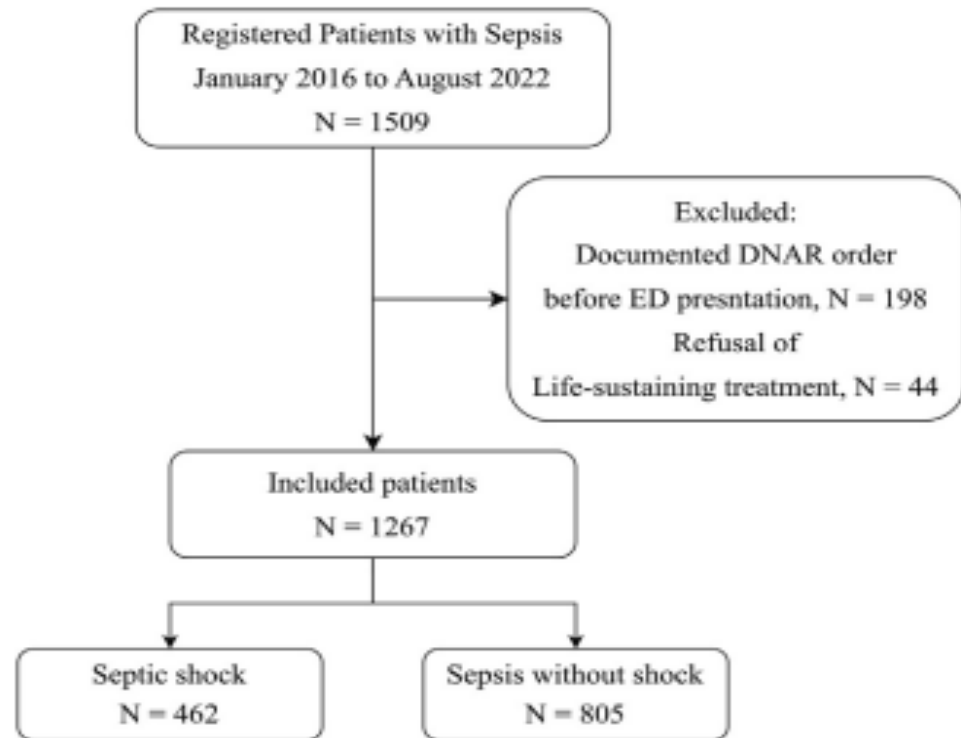 Registered Patients with Sepsis
January 2016 to August 2022
N = 1509
Excluded:
Documented DNAR order
before ED presntation, N = 198
Refusal of
Life-sustaining treatment, N = 44
Included patients
N = 1267
Septic shock
N = 462
Sepsis without shock
N = 805